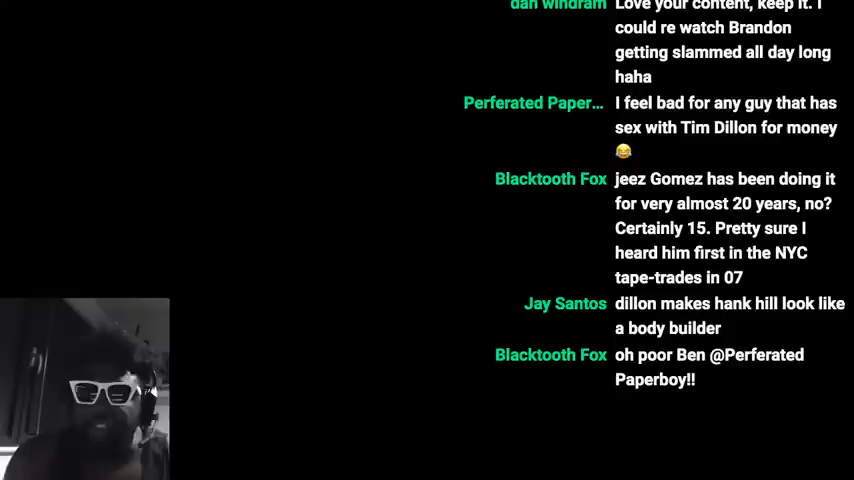 dan windram Love your content, keep it. I
could re watch Brandon
getting slammed all day long
haha
Perferated Paper... I feel bad for any guy that has
sex with Tim Dillon for money
😂
Blacktooth Fox jeez Gomez has been doing it
for very almost 20 years, no?
Certainly 15. Pretty sure I
heard him first in the NYC
tape-trades in 07
Jay Santos dillon makes hank hill look like
a body builder
Blacktooth Fox oh poor Ben @Perferated
Paperboy!!